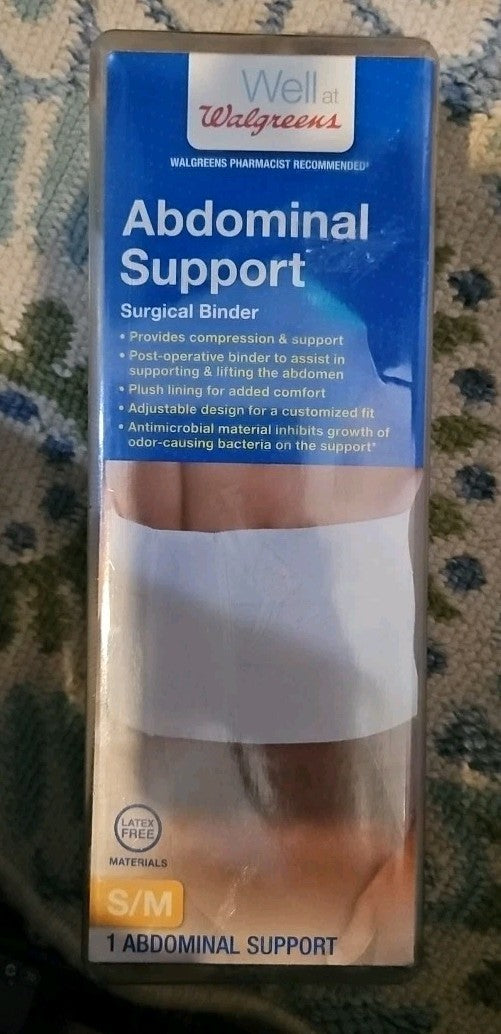 Well at
Walgreens
WALGREENS PHARMACIST RECOMMENDED‡
Abdominal
Support
Surgical Binder
• Provides compression & support
• Post-operative binder to assist in
supporting & lifting the abdomen
• Plush lining for added comfort
• Adjustable design for a customized fit
• Antimicrobial material inhibits growth of
odor-causing bacteria on the support*
LATEX
FREE
MATERIALS
S/M
1 ABDOMINAL SUPPORT